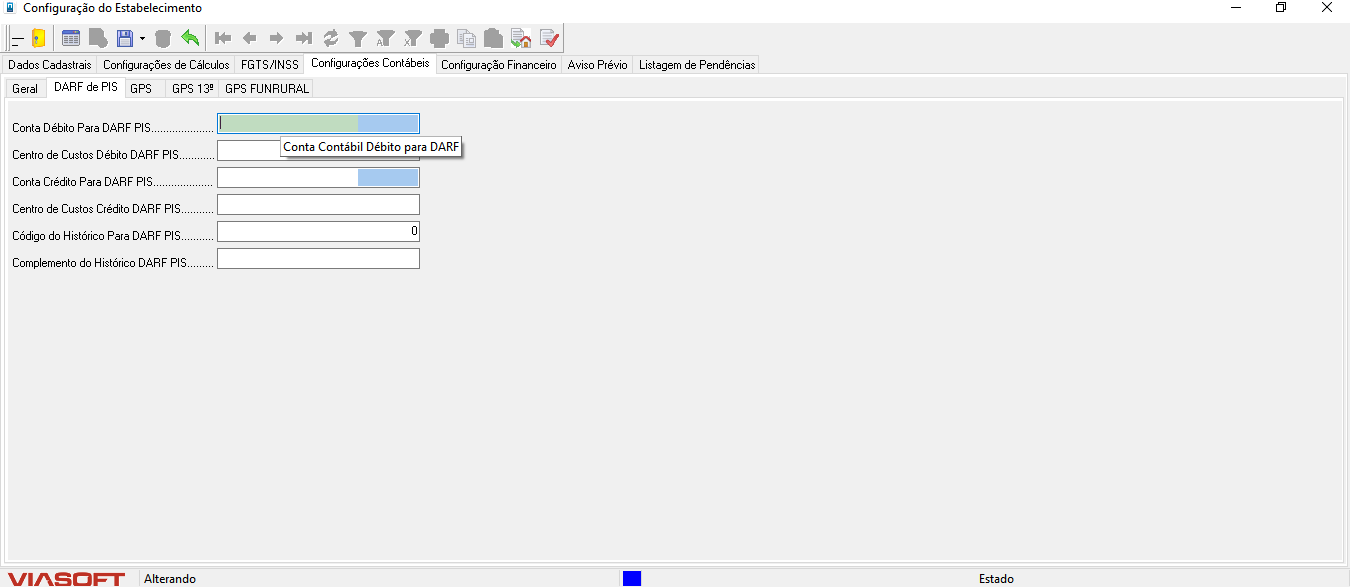 Configuração do Estabelecimento
Dados Cadastrais Configurações de Cálculos FGTS/INSS Configurações Contábeis Configuração Financeiro Aviso Prévio Listagem de Pendências
Geral DARF de PIS GPS GPS 13º GPS FUNRURAL
Conta Débito Para DARF PIS.....................
Conta Contábil Débito para DARF
Centro de Custos Débito DARF PIS............
Conta Crédito Para DARF PIS....................
Centro de Custos Crédito DARF PIS...........
Código do Histórico Para DARF PIS........... 0
Complemento do Histórico DARF PIS.........
VIASOFT Alterando Estado